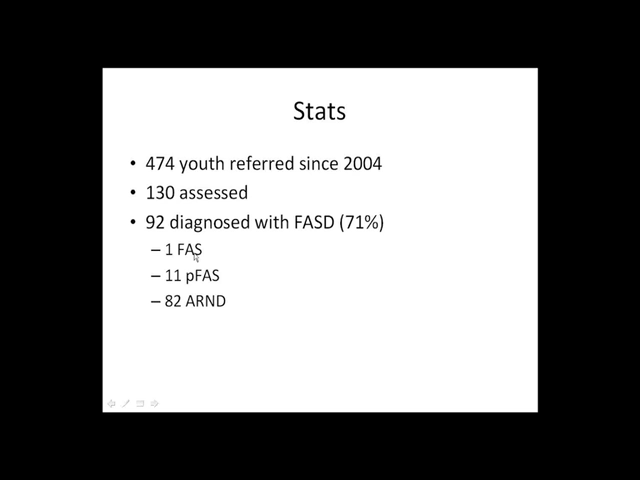 Stats
• 474 youth referred since 2004
• 130 assessed
• 92 diagnosed with FASD (71%)
– 1 FAS
– 11 pFAS
– 82 ARND